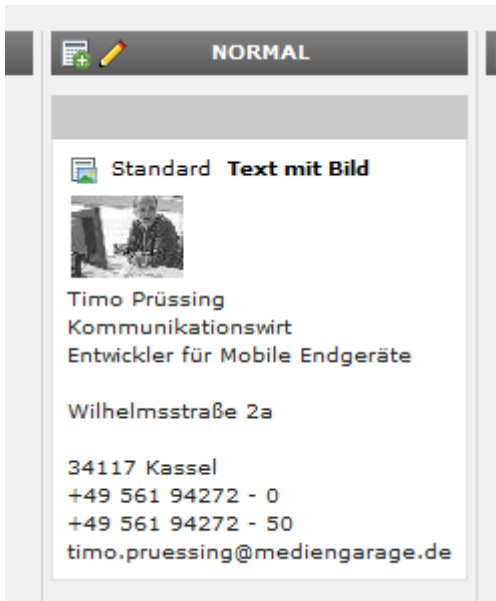 NORMAL
Standard Text mit Bild
Timo Prüssing
Kommunikationswirt
Entwickler für Mobile Endgeräte
Wilhelmsstraße 2a
34117 Kassel
+49 561 94272 - 0
+49 561 94272 - 50
timo.pruessing@mediengarage.de